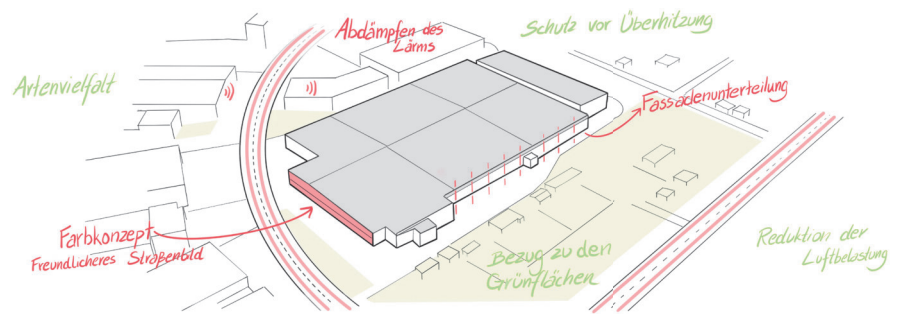 Abdämpfen des
Lärms
Schutz vor Überhitzung
Artenvielfalt
Fassadenunterteilung
Farbkonzept
Freundlicheres Straßenbild
Bezug zu den
Grünflächen
Reduktion der
Luftbelastung